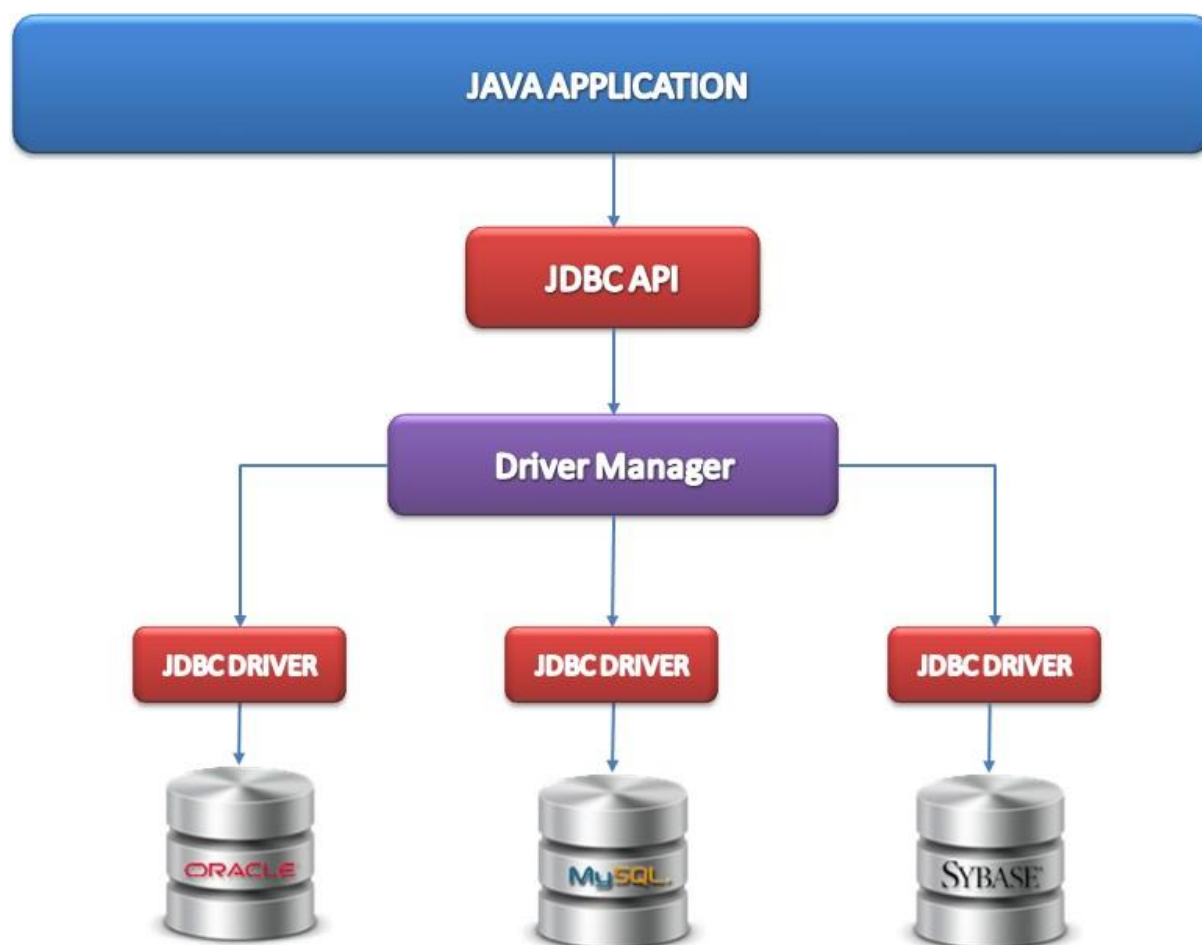 JAVA APPLICATION
JDBC API
Driver Manager
JDBC DRIVER
JDBC DRIVER
JDBC DRIVER
ORACLE
MySQL
SYBASE